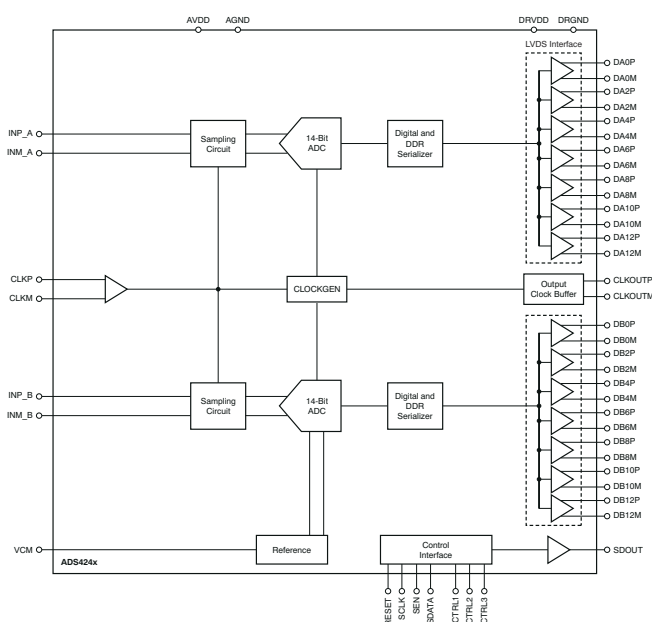 AVDD AGND DRVDD DRGND
LVDS Interface
DA0P
DA0M
DA2P
DA2M
DA4P
DA4M
DA6P
DA6M
DA8P
DA8M
DA10P
DA10M
DA12P
DA12M
INP_A
INM_A
Sampling
Circuit
14-Bit
ADC
Digital and
DDR
Serializer
CLKP
CLKM
CLOCKGEN
Output
Clock Buffer
CLKOUTP
CLKOUTM
DB0P
DB0M
DB2P
DB2M
DB4P
DB4M
DB6P
DB6M
DB8P
DB8M
DB10P
DB10M
DB12P
DB12M
INP_B
INM_B
Sampling
Circuit
14-Bit
ADC
Digital and
DDR
Serializer
VCM
Reference
Control
Interface
SDOUT
ADS424x
RESET
SCLK
SEN
SDATA
CTRL1
CTRL2
CTRL3